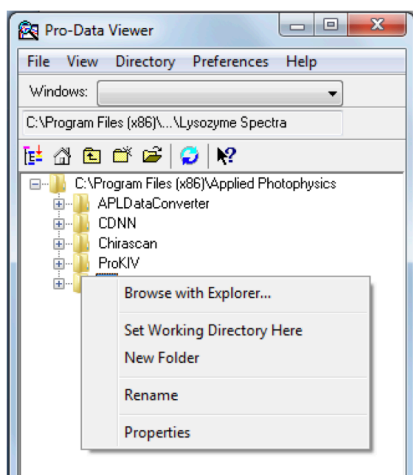 Pro-Data Viewer
File View Directory Preferences Help
Windows:
C:\Program Files (x86)\...\Lysozyme Spectra
C:\Program Files (x86)\Applied Photophysics
APLDataConverter
CDNN
Chirascan
ProKIV
Browse with Explorer...
Set Working Directory Here
New Folder
Rename
Properties